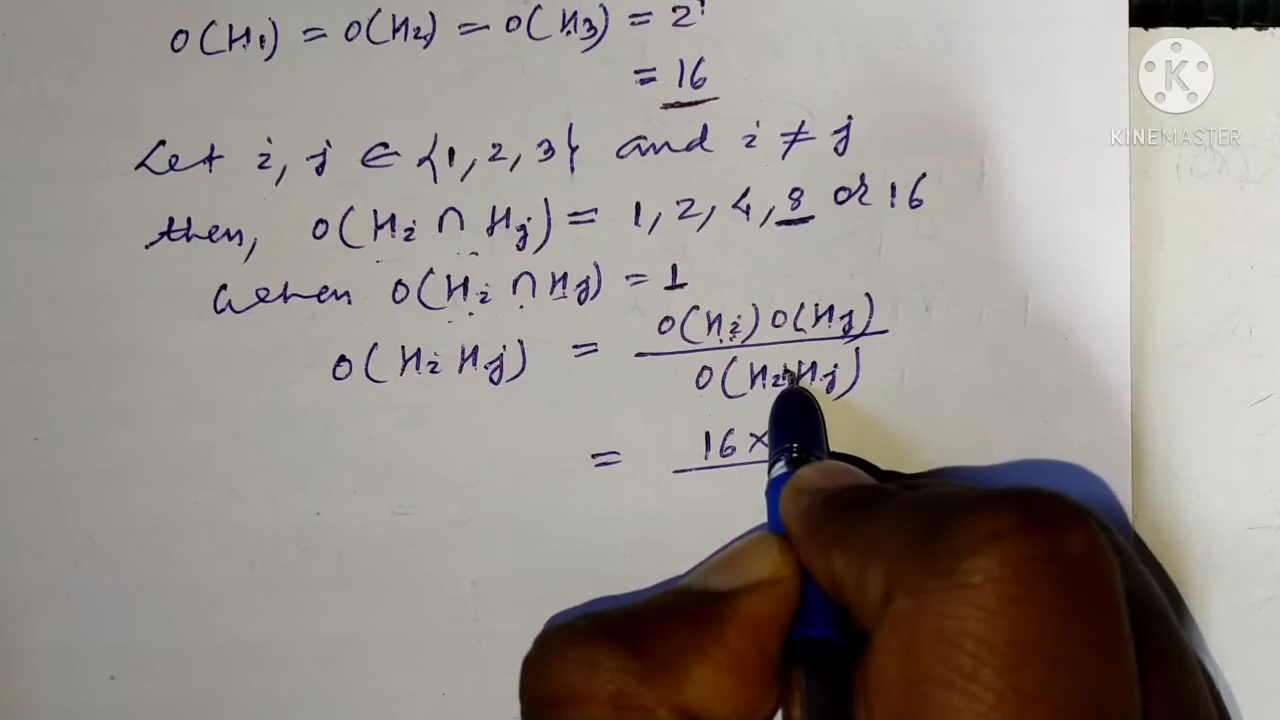 O(H₁) = O(H₂) = O(H₃) = 2
= 16
Let i, j ∈ {1, 2, 3} and i ≠ j
then, O(Hi ∩ Hj) = 1, 2, 4, 8 or 16
when O(Hi ∩ Hj) = 1
O(Hi Hj) = O(Hi) O(Hj)
O(Hi Hj)
= 16 ×
K
KINEMASTER